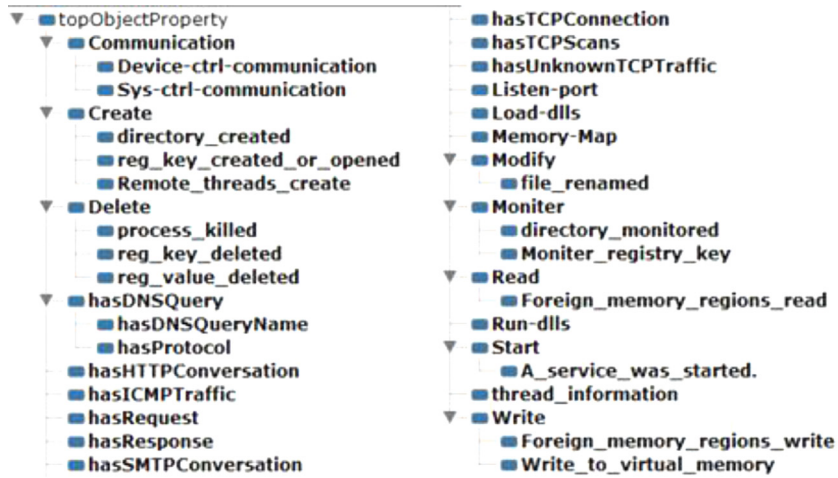 topObjectProperty
Communication
Device-ctrl-communication
Sys-ctrl-communication
Create
directory_created
reg_key_created_or_opened
Remote_threads_create
Delete
process_killed
reg_key_deleted
reg_value_deleted
hasDNSQuery
hasDNSQueryName
hasProtocol
hasHTTPConversation
hasICMPTraffic
hasRequest
hasResponse
hasSMTPConversation
hasTCPConnection
hasTCPScans
hasUnknownTCPTraffic
Listen-port
Load-dlls
Memory-Map
Modify
file_renamed
Moniter
directory_monitored
Moniter_registry_key
Read
Foreign_memory_regions_read
Run-dlls
Start
A_service_was_started.
thread_information
Write
Foreign_memory_regions_write
Write_to_virtual_memory